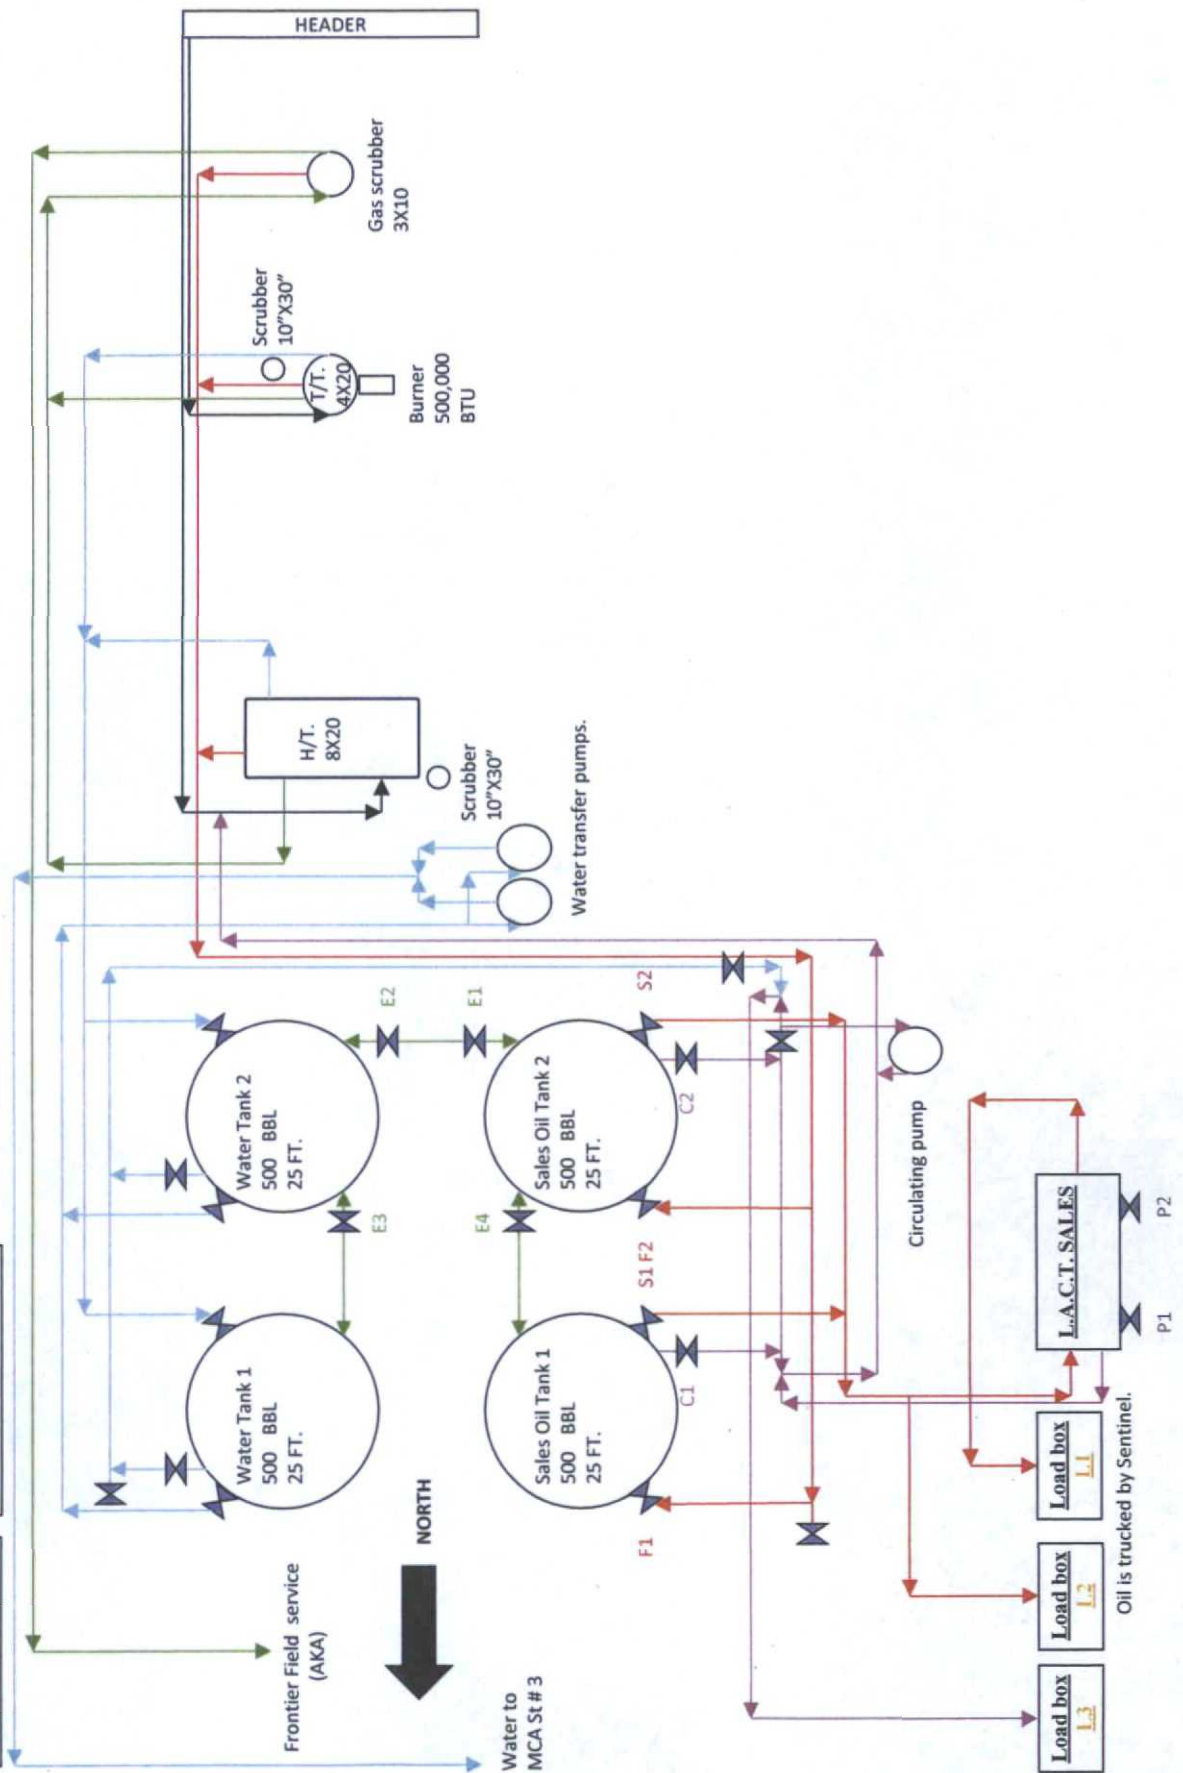 HEADER
Gas scrubber
3X10
Scrubber
10"X30"
T/T.
4X20
Burner
500,000
BTU
H/T.
8X20
Scrubber
10"X30"
Water transfer pumps.
Water Tank 2
500 BBL
25 FT.
Water Tank 1
500 BBL
25 FT.
E2
E1
E3
E4
Sales Oil Tank 2
500 BBL
25 FT.
Sales Oil Tank 1
500 BBL
25 FT.
S2
C2
S1 F2
C1
F1
NORTH
Frontier Field service
(AKA)
Water to
MCA St # 3
Circulating pump
L.A.C.T. SALES
P1
P2
Load box
L1
Load box
L2
Load box
L3
Oil is trucked by Sentinel.